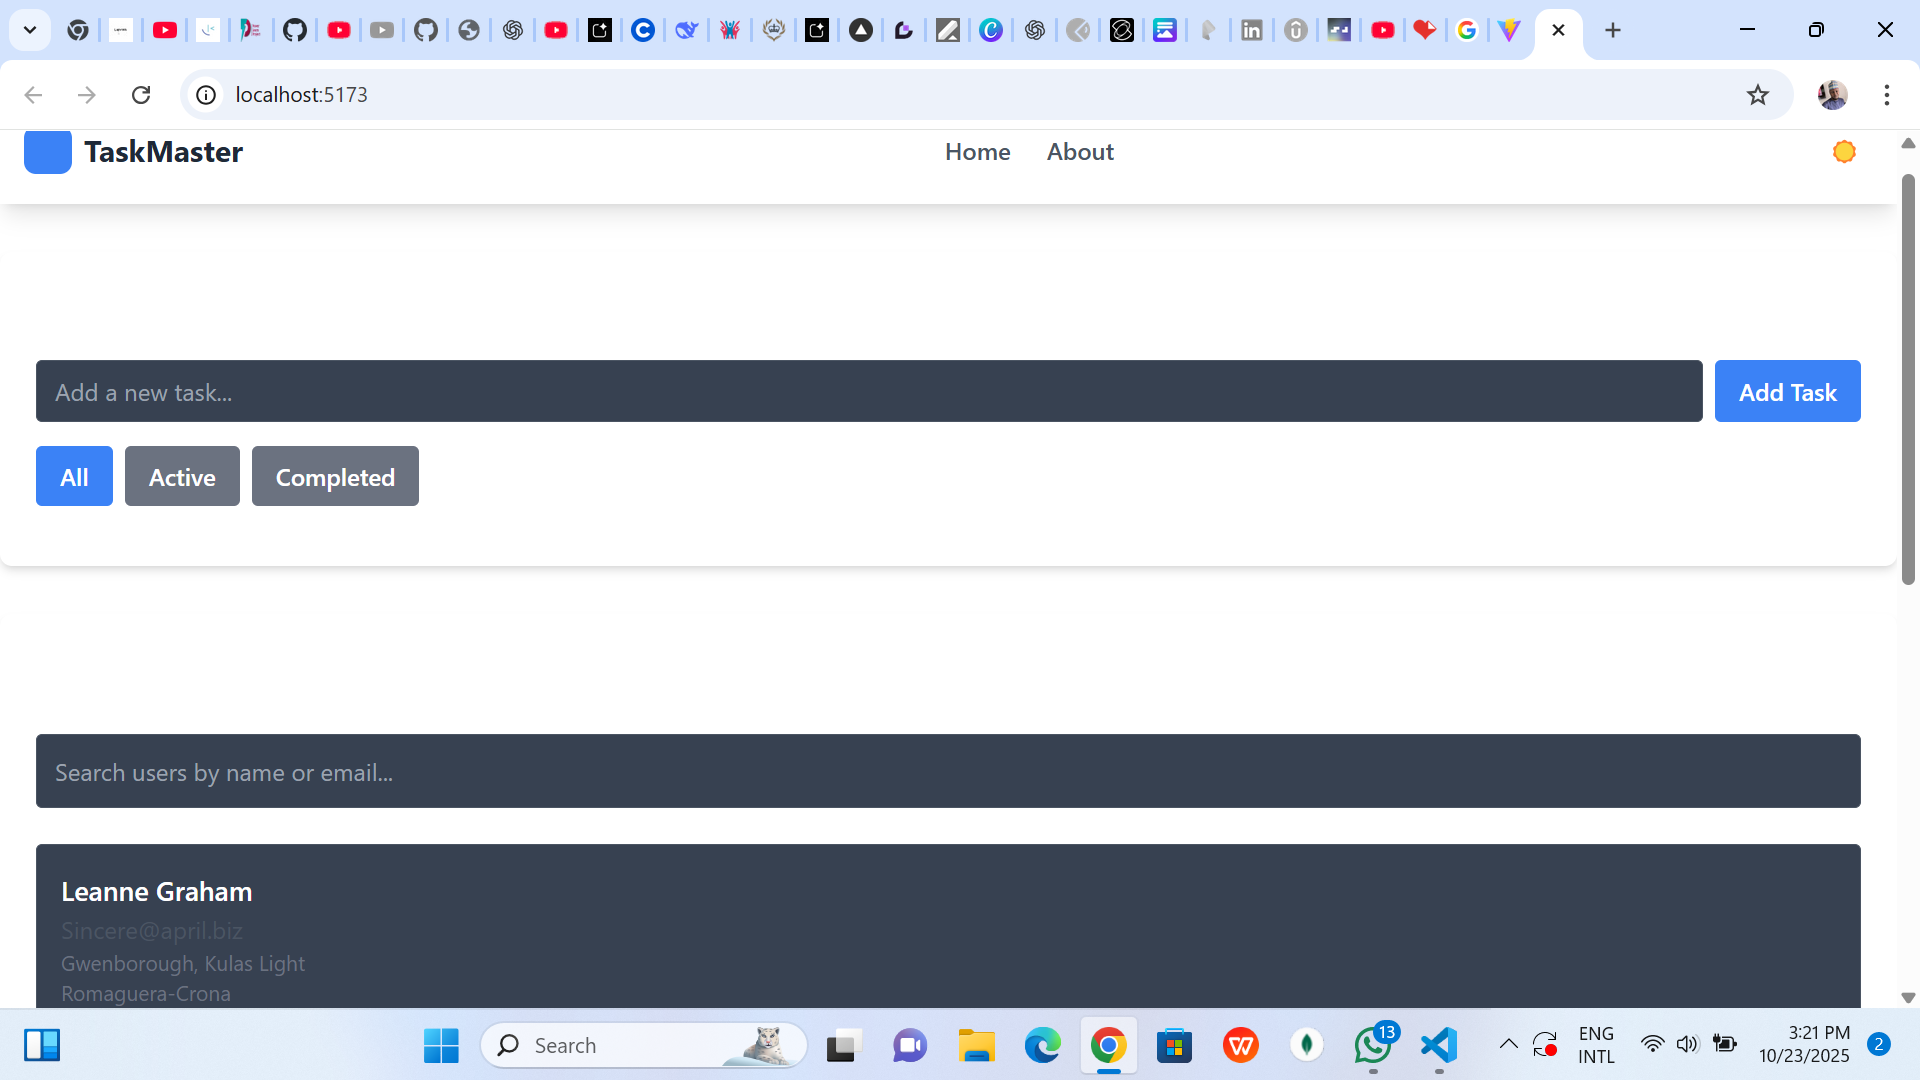 localhost:5173
TaskMaster
Home
About
Add a new task...
Add Task
All
Active
Completed
Search users by name or email...
Leanne Graham
Sincere@april.biz
Gwenborough, Kulas Light
Romaguera-Crona
Search
13
ENG
INTL
3:21 PM
10/23/2025
2